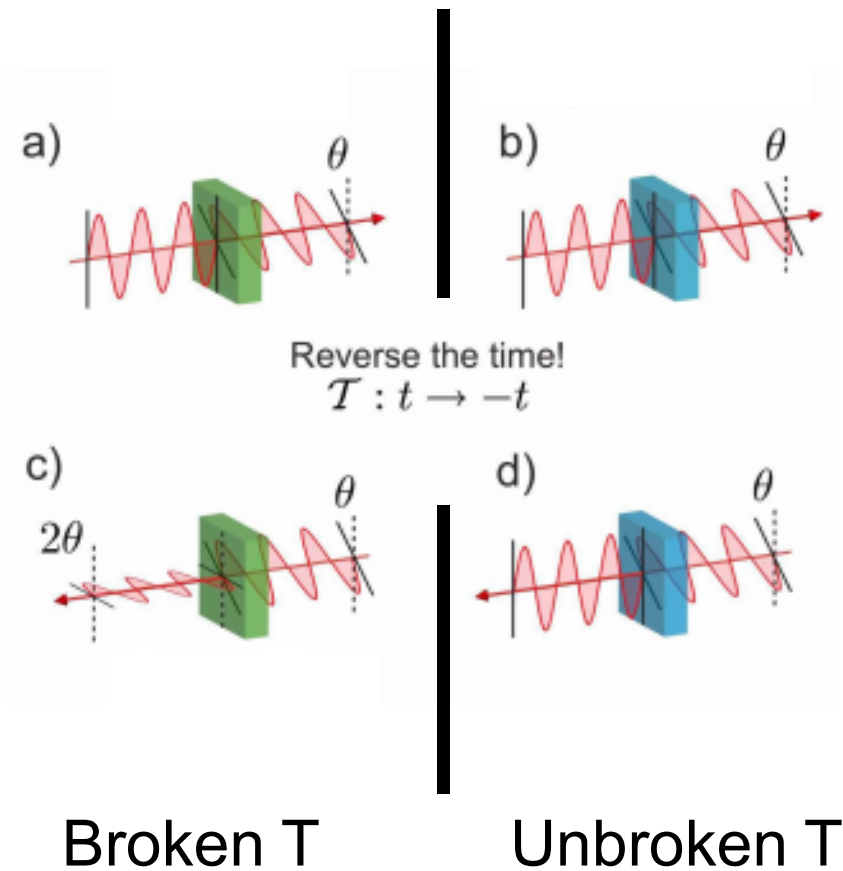 a)
θ
b)
θ
Reverse the time!
𝒯 : t → −t
c)
θ
2θ
d)
θ
Broken T
Unbroken T